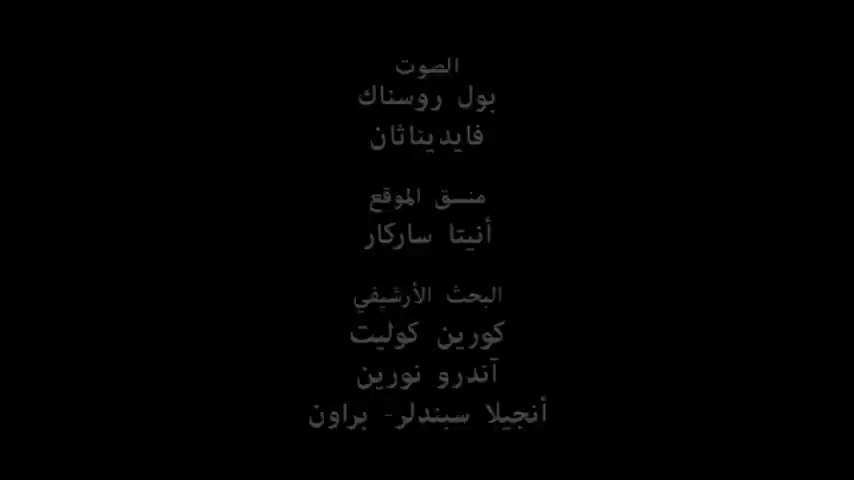 الصوت
بول روسناك
فايديناثان
منسق الموقع
أنيتا ساركار
البحث الأرشيفي
كورين كوليت
آندرو نورين
أنجيلا سبندلر- براون